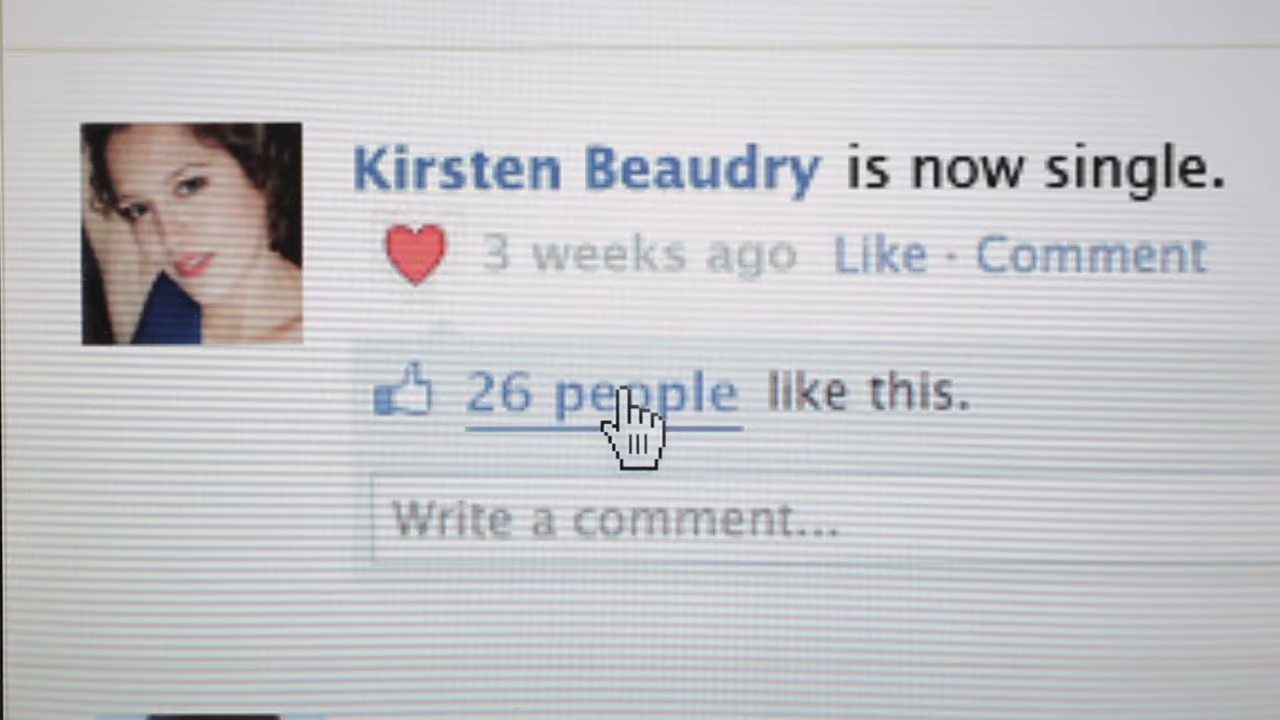 Kirsten Beaudry is now single.
3 weeks ago Like · Comment
26 people like this.
Write a comment...